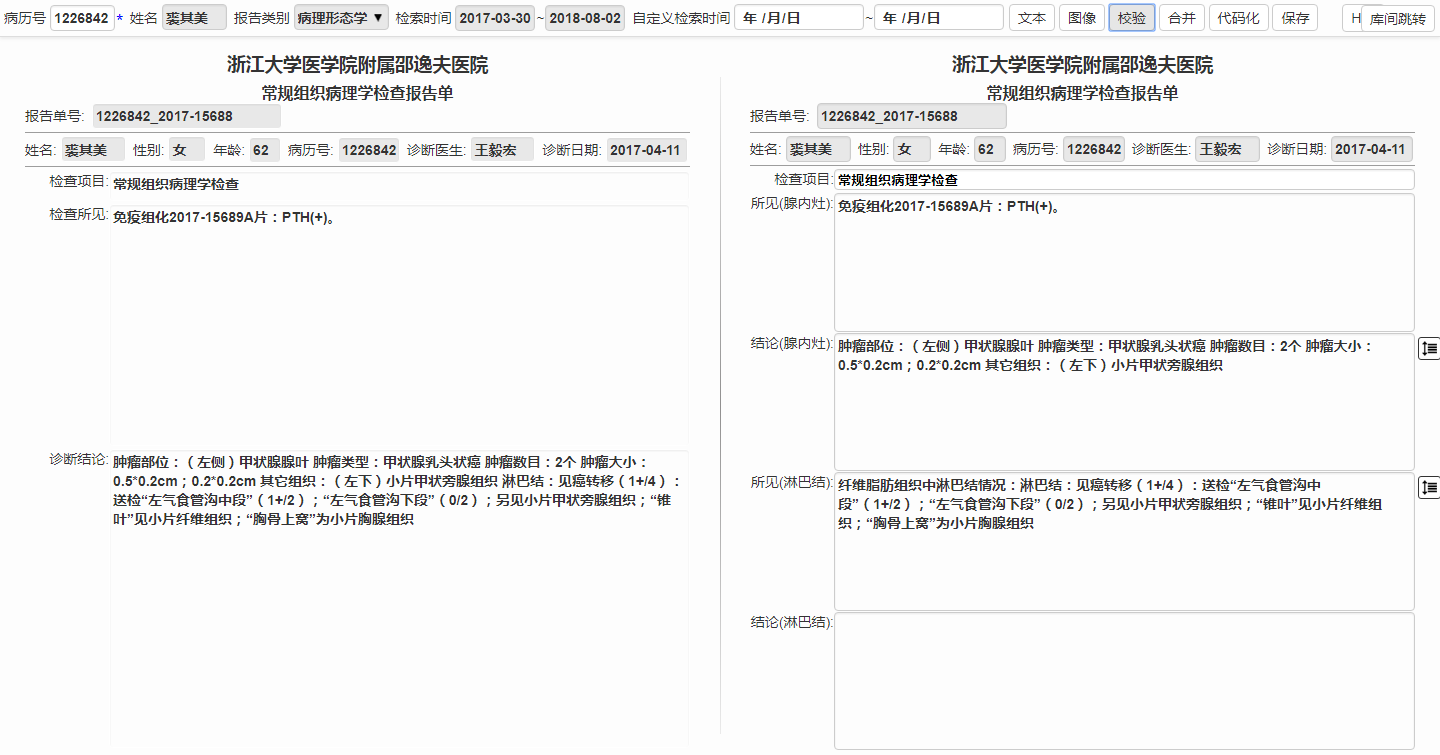 病历号 1226842 * 姓名 裘其美 报告类别 病理形态学 ▼ 检索时间 2017-03-30 ~ 2018-08-02 自定义检索时间 年 /月/日 ~ 年 /月/日 文本 图像 校验 合并 代码化 保存 H 库间跳转
浙江大学医学院附属邵逸夫医院
常规组织病理学检查报告单
报告单号: 1226842_2017-15688
姓名: 裘其美 性别: 女 年龄: 62 病历号: 1226842 诊断医生: 王毅宏 诊断日期: 2017-04-11
检查项目: 常规组织病理学检查
检查所见: 免疫组化2017-15689A片：PTH(+)。
诊断结论: 肿瘤部位：（左侧）甲状腺腺叶 肿瘤类型：甲状腺乳头状癌 肿瘤数目：2个 肿瘤大小：
0.5*0.2cm；0.2*0.2cm 其它组织：（左下）小片甲状旁腺组织 淋巴结：见癌转移（1+/4）：
送检“左气食管沟中段”（1+/2）；“左气食管沟下段”（0/2）；另见小片甲状旁腺组织；“锥
叶”见小片纤维组织；“胸骨上窝”为小片胸腺组织
浙江大学医学院附属邵逸夫医院
常规组织病理学检查报告单
报告单号: 1226842_2017-15688
姓名: 裘其美 性别: 女 年龄: 62 病历号: 1226842 诊断医生: 王毅宏 诊断日期: 2017-04-11
检查项目: 常规组织病理学检查
所见(腺内灶): 免疫组化2017-15689A片：PTH(+)。
结论(腺内灶): 肿瘤部位：（左侧）甲状腺腺叶 肿瘤类型：甲状腺乳头状癌 肿瘤数目：2个 肿瘤大小：
0.5*0.2cm；0.2*0.2cm 其它组织：（左下）小片甲状旁腺组织
所见(淋巴结): 纤维脂肪组织中淋巴结情况：淋巴结：见癌转移（1+/4）：送检“左气食管沟中
段”（1+/2）；“左气食管沟下段”（0/2）；另见小片甲状旁腺组织；“锥叶”见小片纤维组
织；“胸骨上窝”为小片胸腺组织
结论(淋巴结):